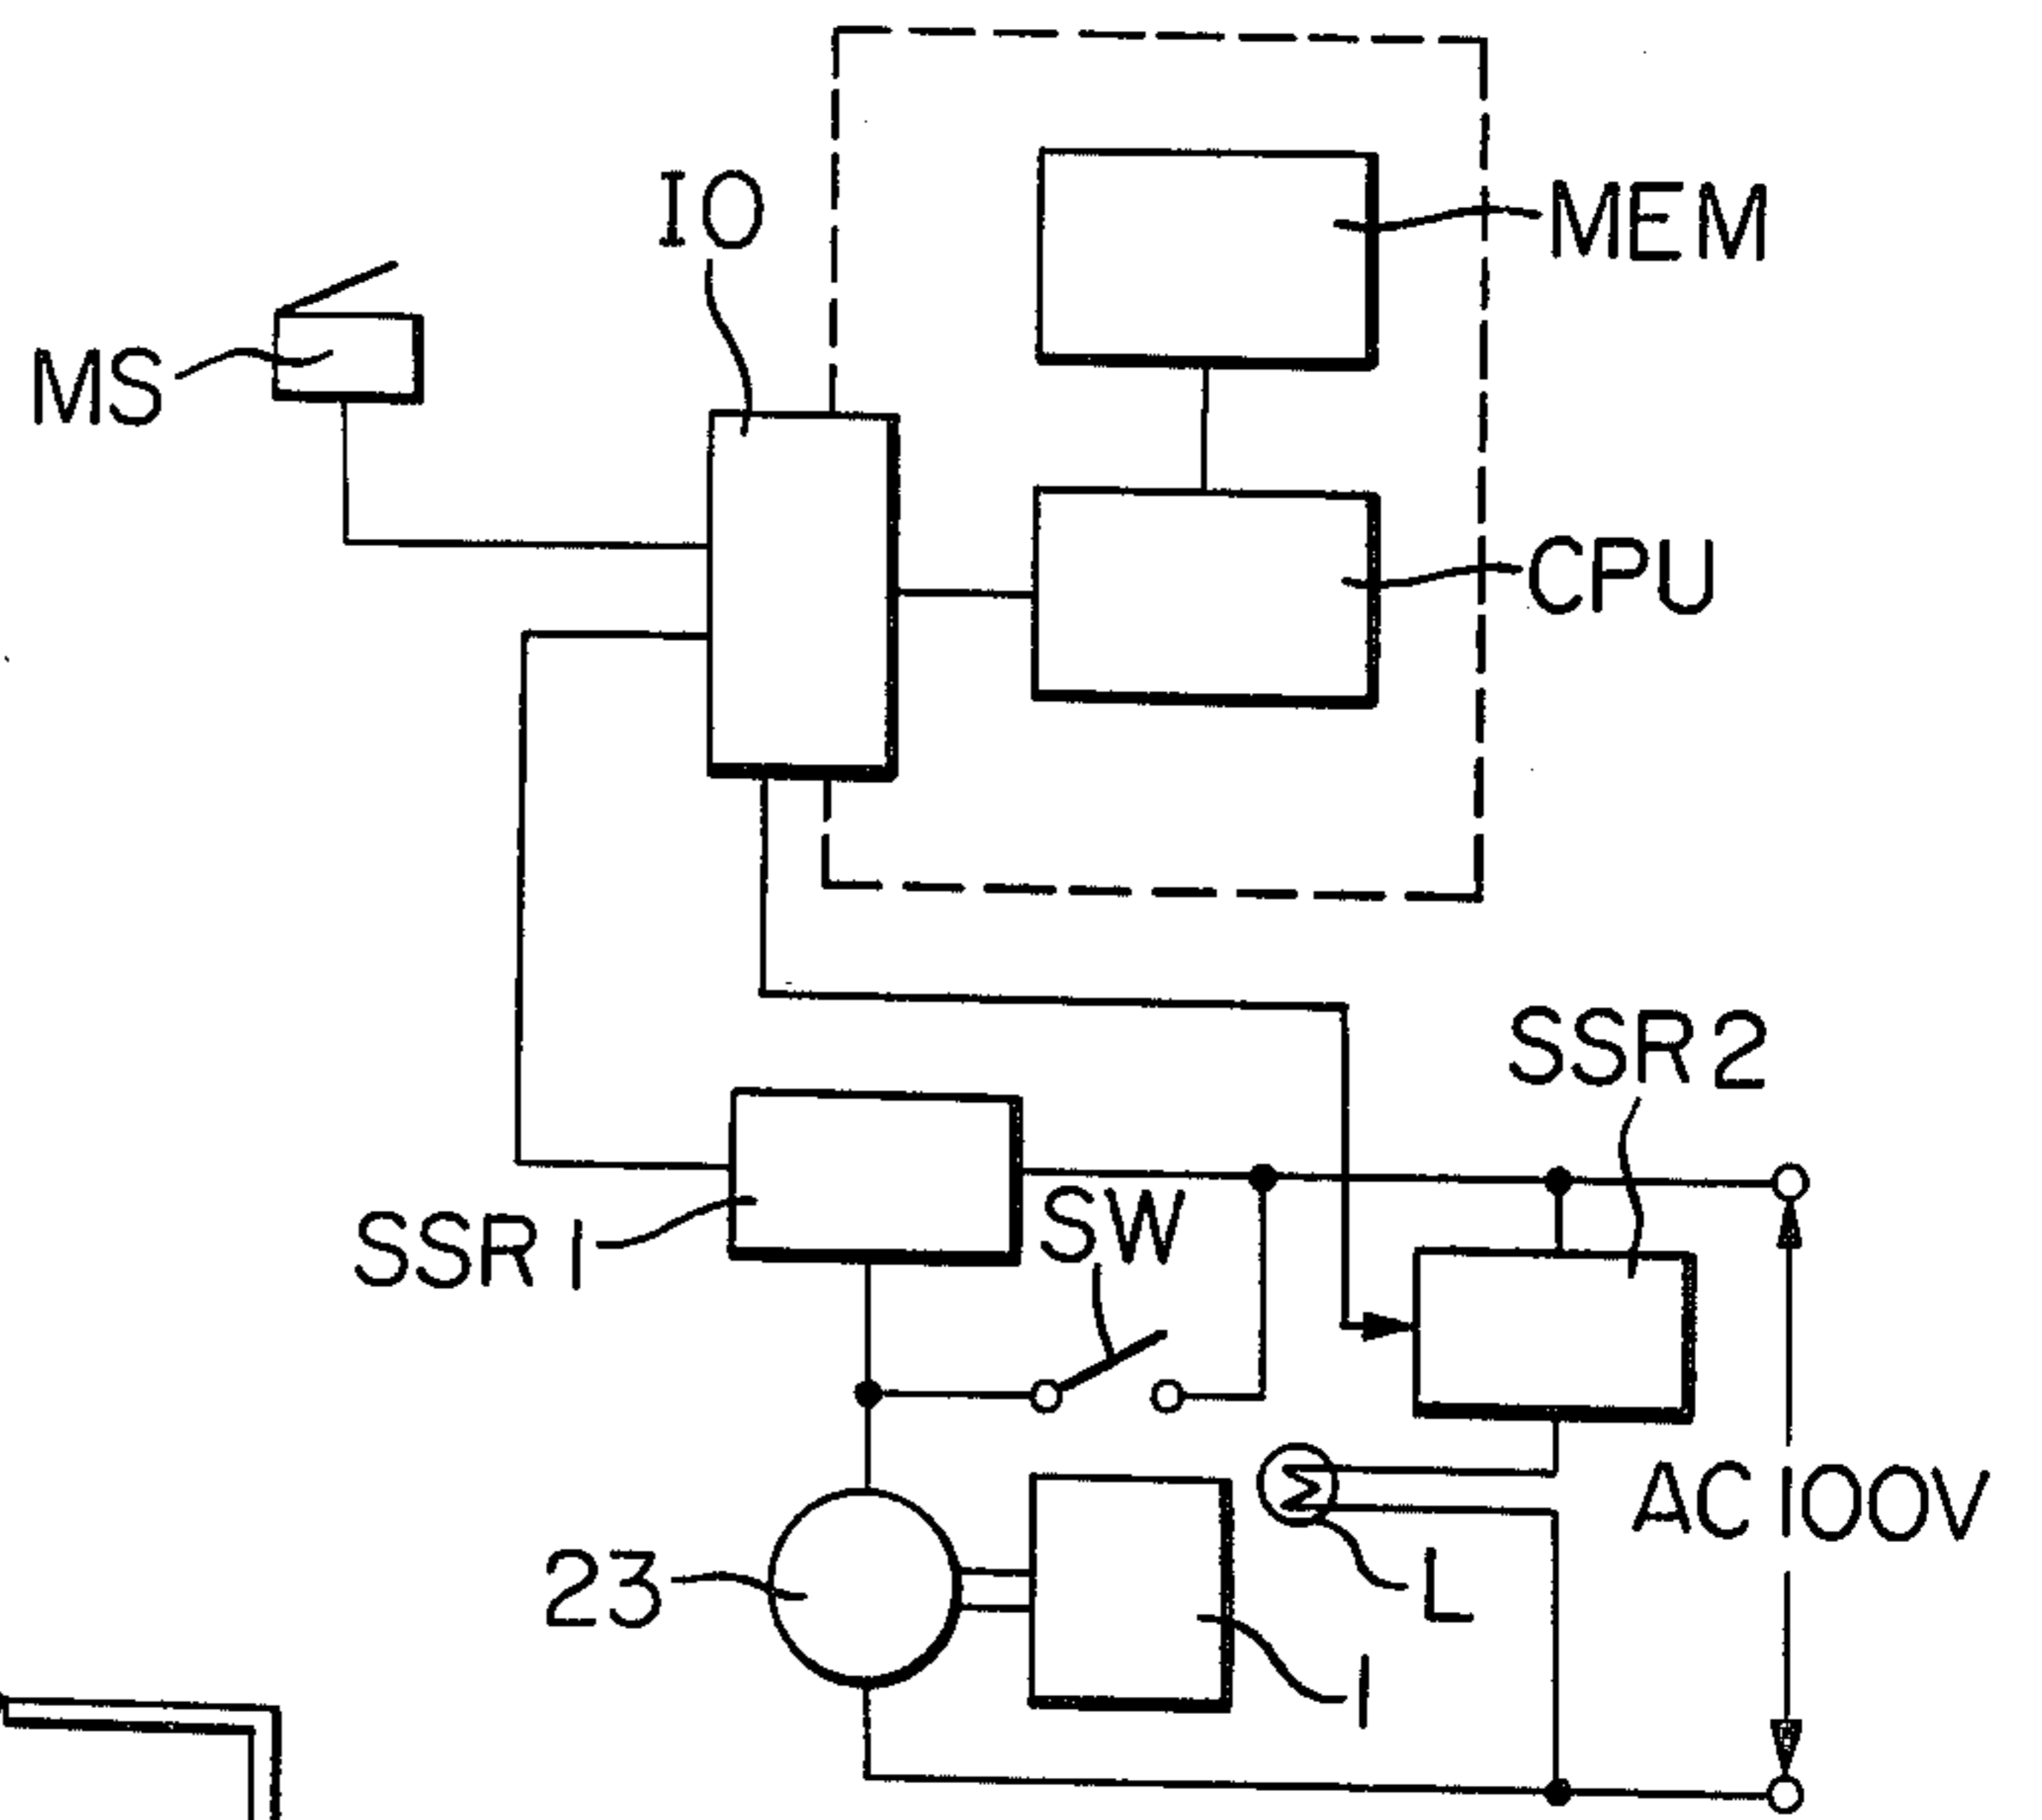 IO
MEM
MS
CPU
SSR2
SSR1
SW
AC100V
23
L
1